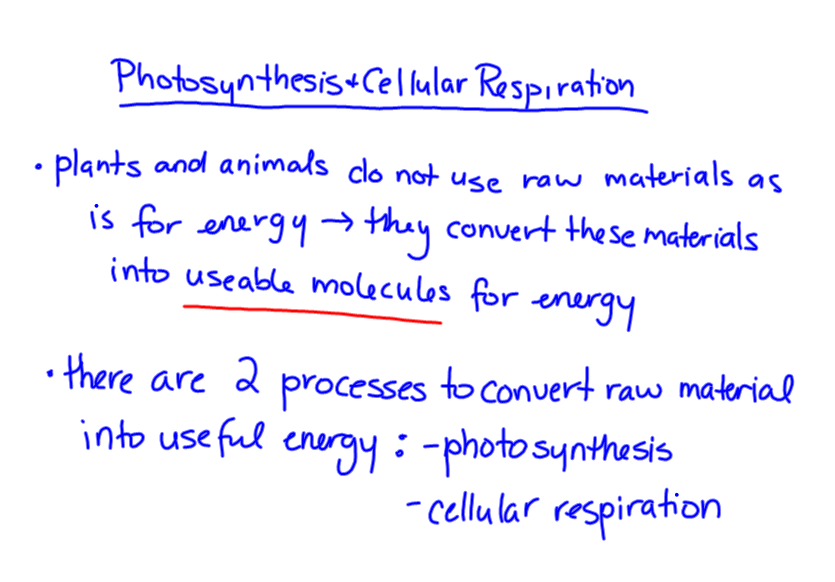 Photosynthesis + Cellular Respiration
• plants and animals do not use raw materials as
is for energy → they convert these materials
into useable molecules for energy
• there are 2 processes to convert raw material
into useful energy : - photosynthesis
- cellular respiration